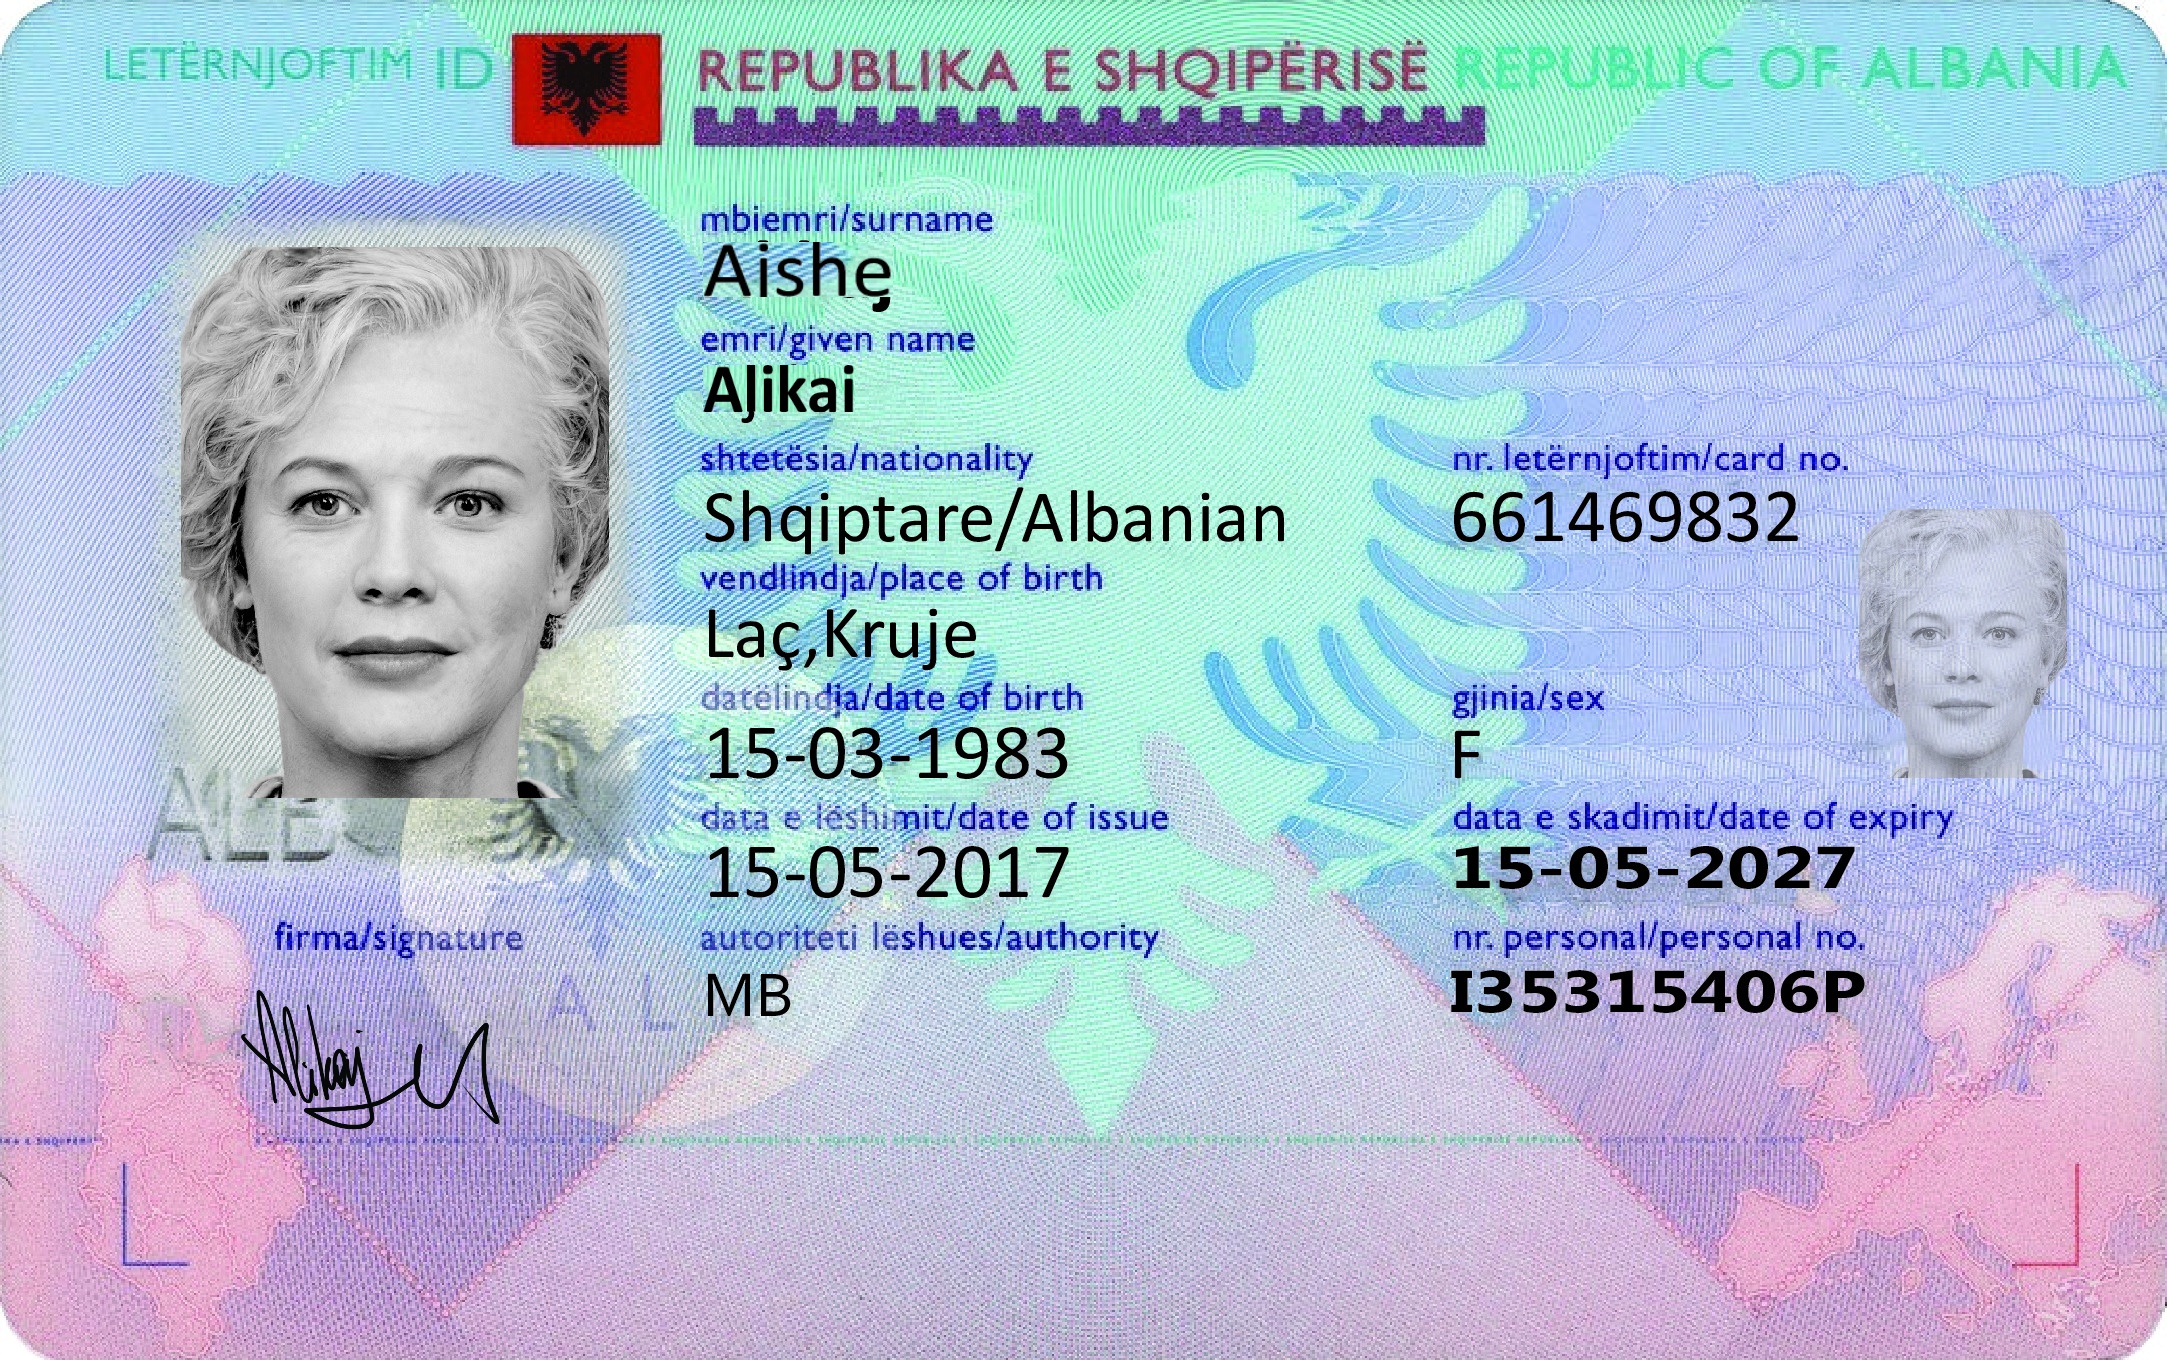 LETËRNJOFTIM ID REPUBLIKA E SHQIPËRISË REPUBLIC OF ALBANIA
mbiemri/surname
Aishȩ
emri/given name
AJikai
shtetësia/nationality nr. letërnjoftim/card no.
Shqiptare/Albanian 661469832
vendlindja/place of birth
Laç,Kruje
datëlindja/date of birth gjinia/sex
15-03-1983 F
data e lëshimit/date of issue data e skadimit/date of expiry
15-05-2017 15-05-2027
firma/signature autoriteti lëshues/authority nr. personal/personal no.
MB I35315406P
Alikaj